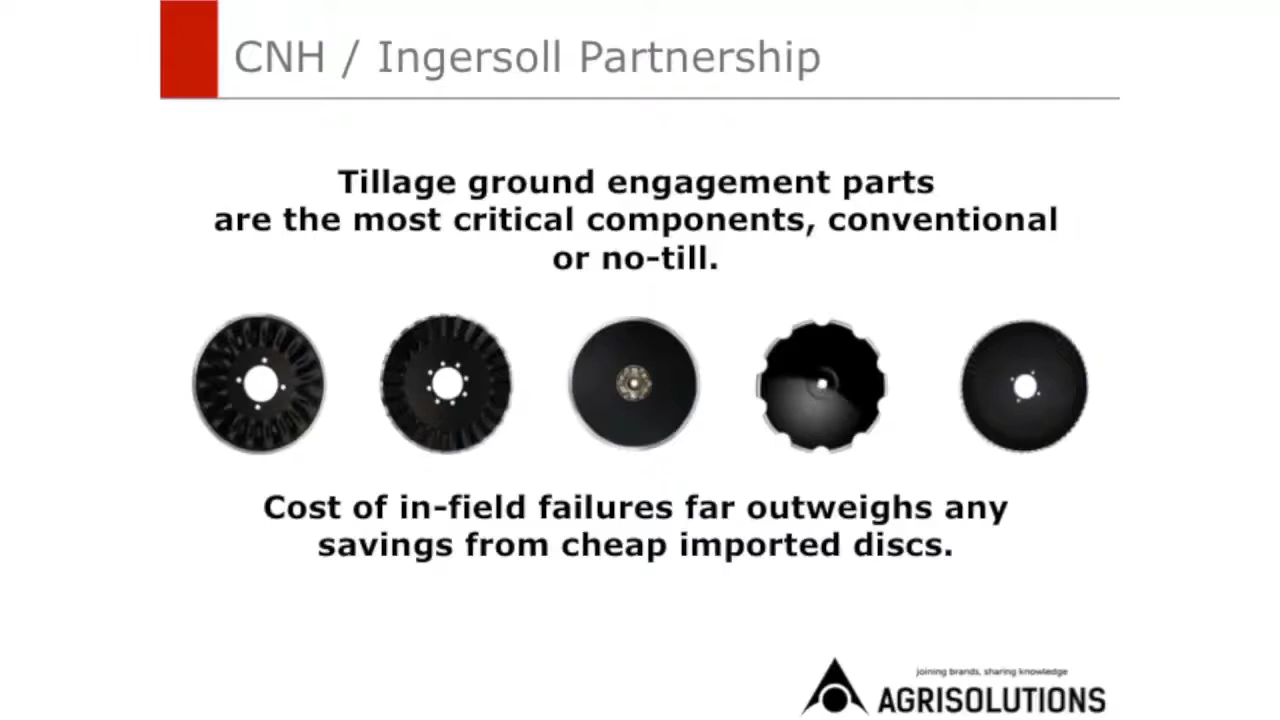 CNH / Ingersoll Partnership
Tillage ground engagement parts
are the most critical components, conventional
or no-till.
Cost of in-field failures far outweighs any
savings from cheap imported discs.
joining brands, sharing knowledge
AGRISOLUTIONS